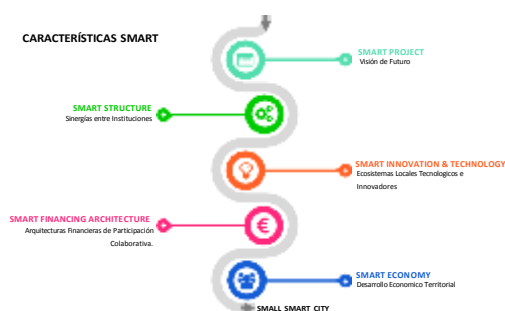 CARACTERÍSTICAS SMART
SMART PROJECT
Visión de Futuro
SMART STRUCTURE
Sinergías entre Instituciones
SMART INNOVATION & TECHNOLOGY
Ecosistemas Locales Tecnologicos e
Innovadores
SMART FINANCING ARCHITECTURE
Arquitecturas Financieras de Participación
Colaborativa.
€
SMART ECONOMY
Desarrollo Economico Territorial
SMALL SMART CITY